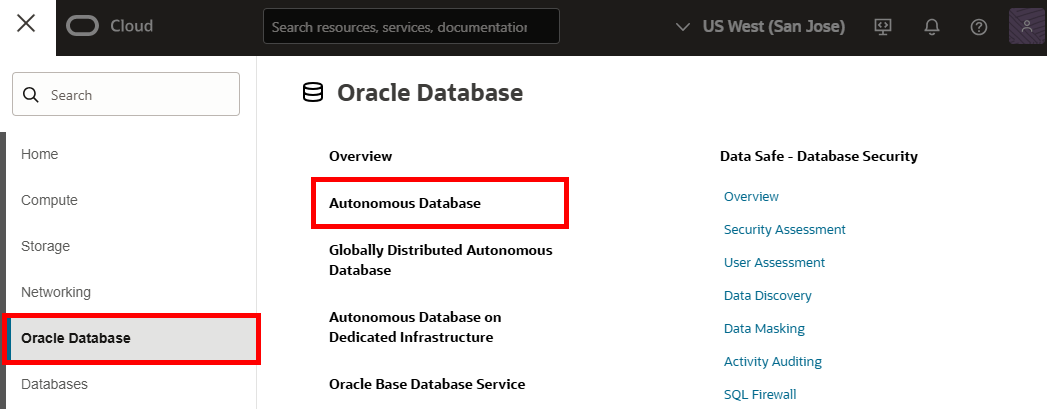 Cloud
Search resources, services, documentation
US West (San Jose)
Search
Home
Compute
Storage
Networking
Oracle Database
Databases
Oracle Database
Overview
Autonomous Database
Globally Distributed Autonomous
Database
Autonomous Database on
Dedicated Infrastructure
Oracle Base Database Service
Data Safe - Database Security
Overview
Security Assessment
User Assessment
Data Discovery
Data Masking
Activity Auditing
SQL Firewall